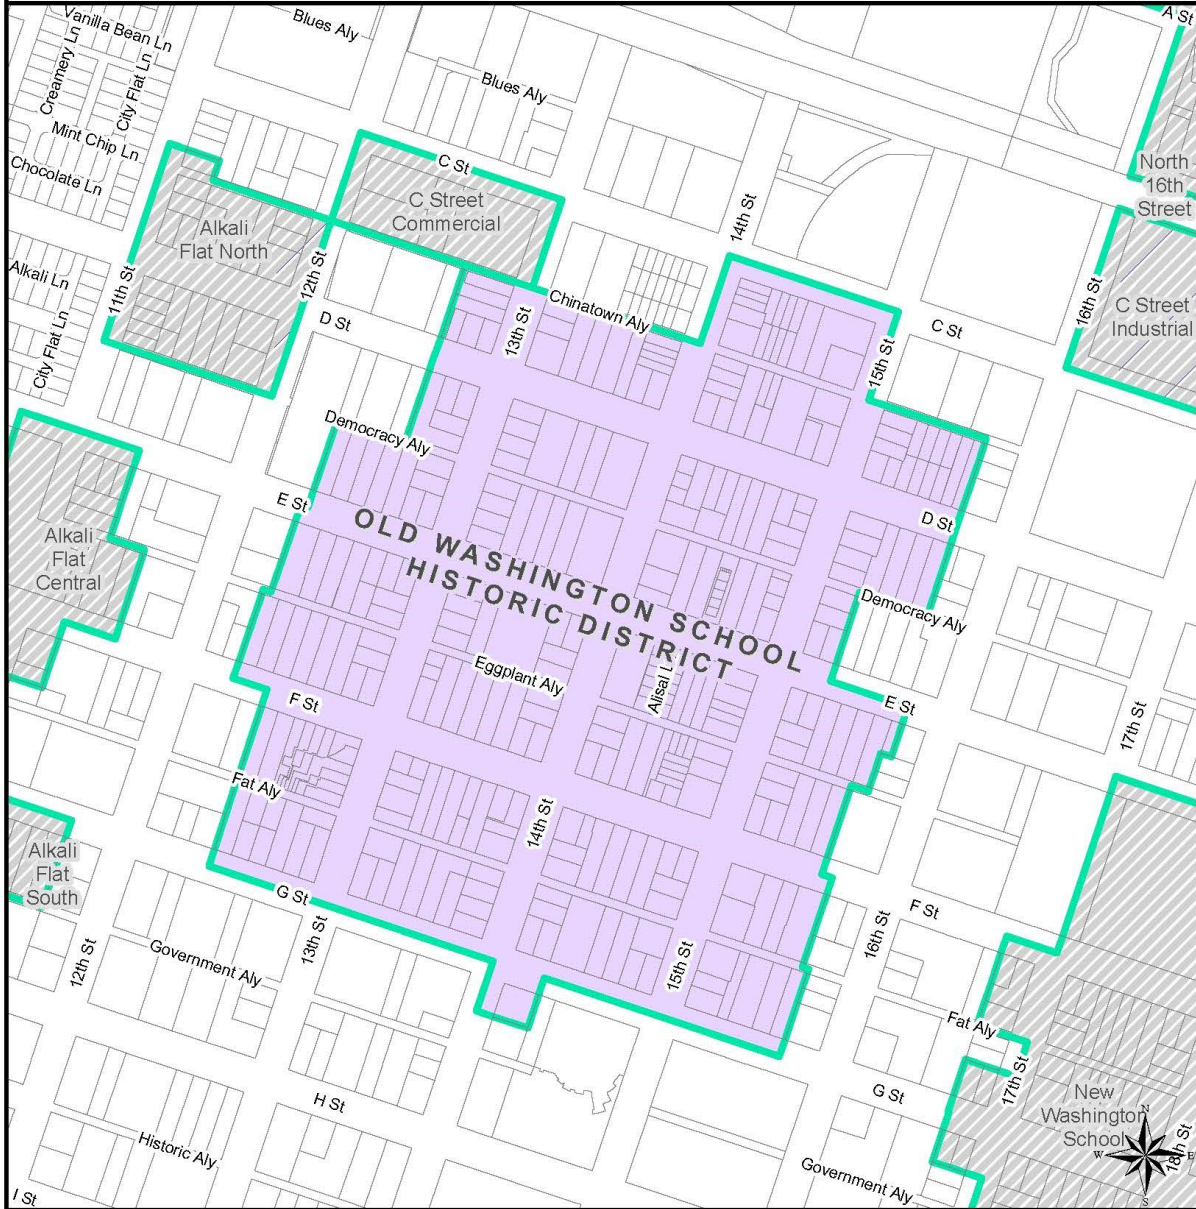 Blues Aly
A St
Vanilla Bean Ln
Creamery Ln
City Flat Ln
Blues Aly
Mint Chip Ln
Chocolate Ln
C St
C Street
Commercial
North
16th
Street
Alkali
Flat North
14th St
Alkali Ln
11th St
12th St
City Flat Ln
D St
13th St
Chinatown Aly
15th St
C St
16th St
C Street
Industrial
Democracy Aly
E St
D St
Alkali
Flat
Central
OLD WASHINGTON SCHOOL
HISTORIC DISTRICT
Democracy Aly
Eggplant Aly
Alisal L
F St
E St
17th St
Fat Aly
14th St
Alkali
Flat
South
G St
F St
12th St
13th St
Government Aly
15th St
16th St
Fat Aly
17th St
G St
New
Washington
School
H St
Historic Aly
Government Aly
18th St
N
W
E
S
I St